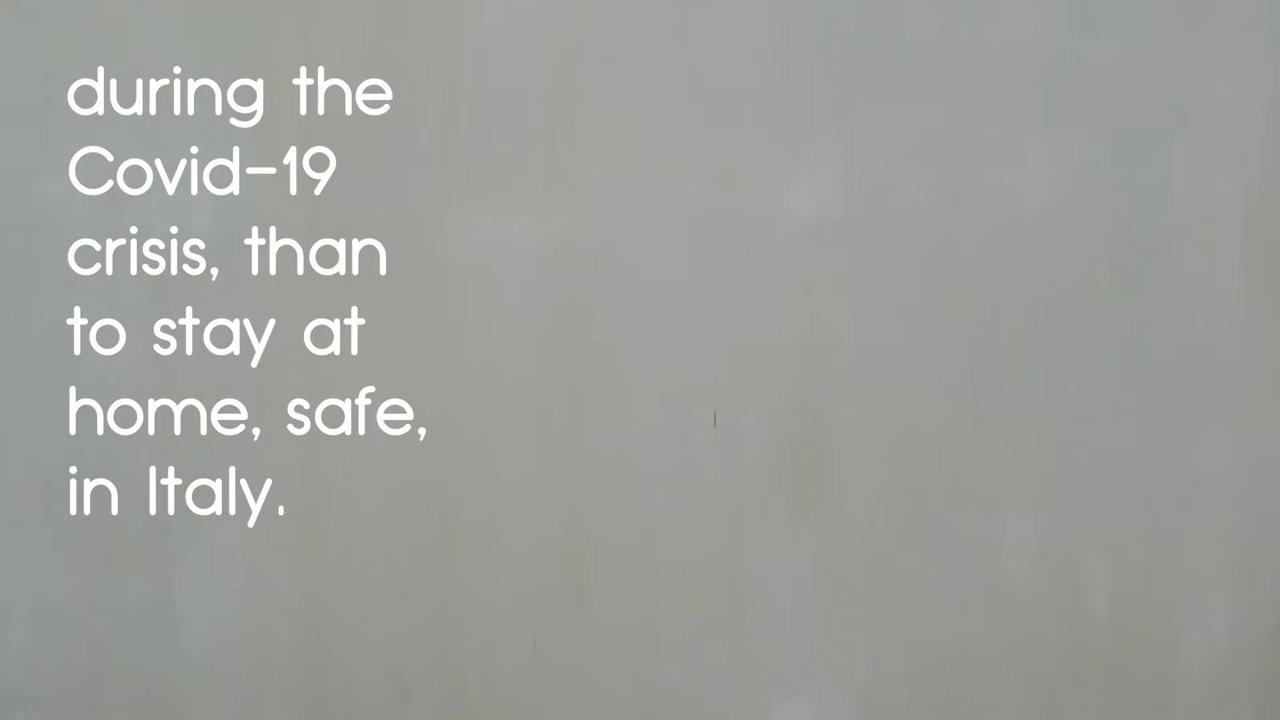 during the
Covid-19
crisis, than
to stay at
home, safe,
in Italy.